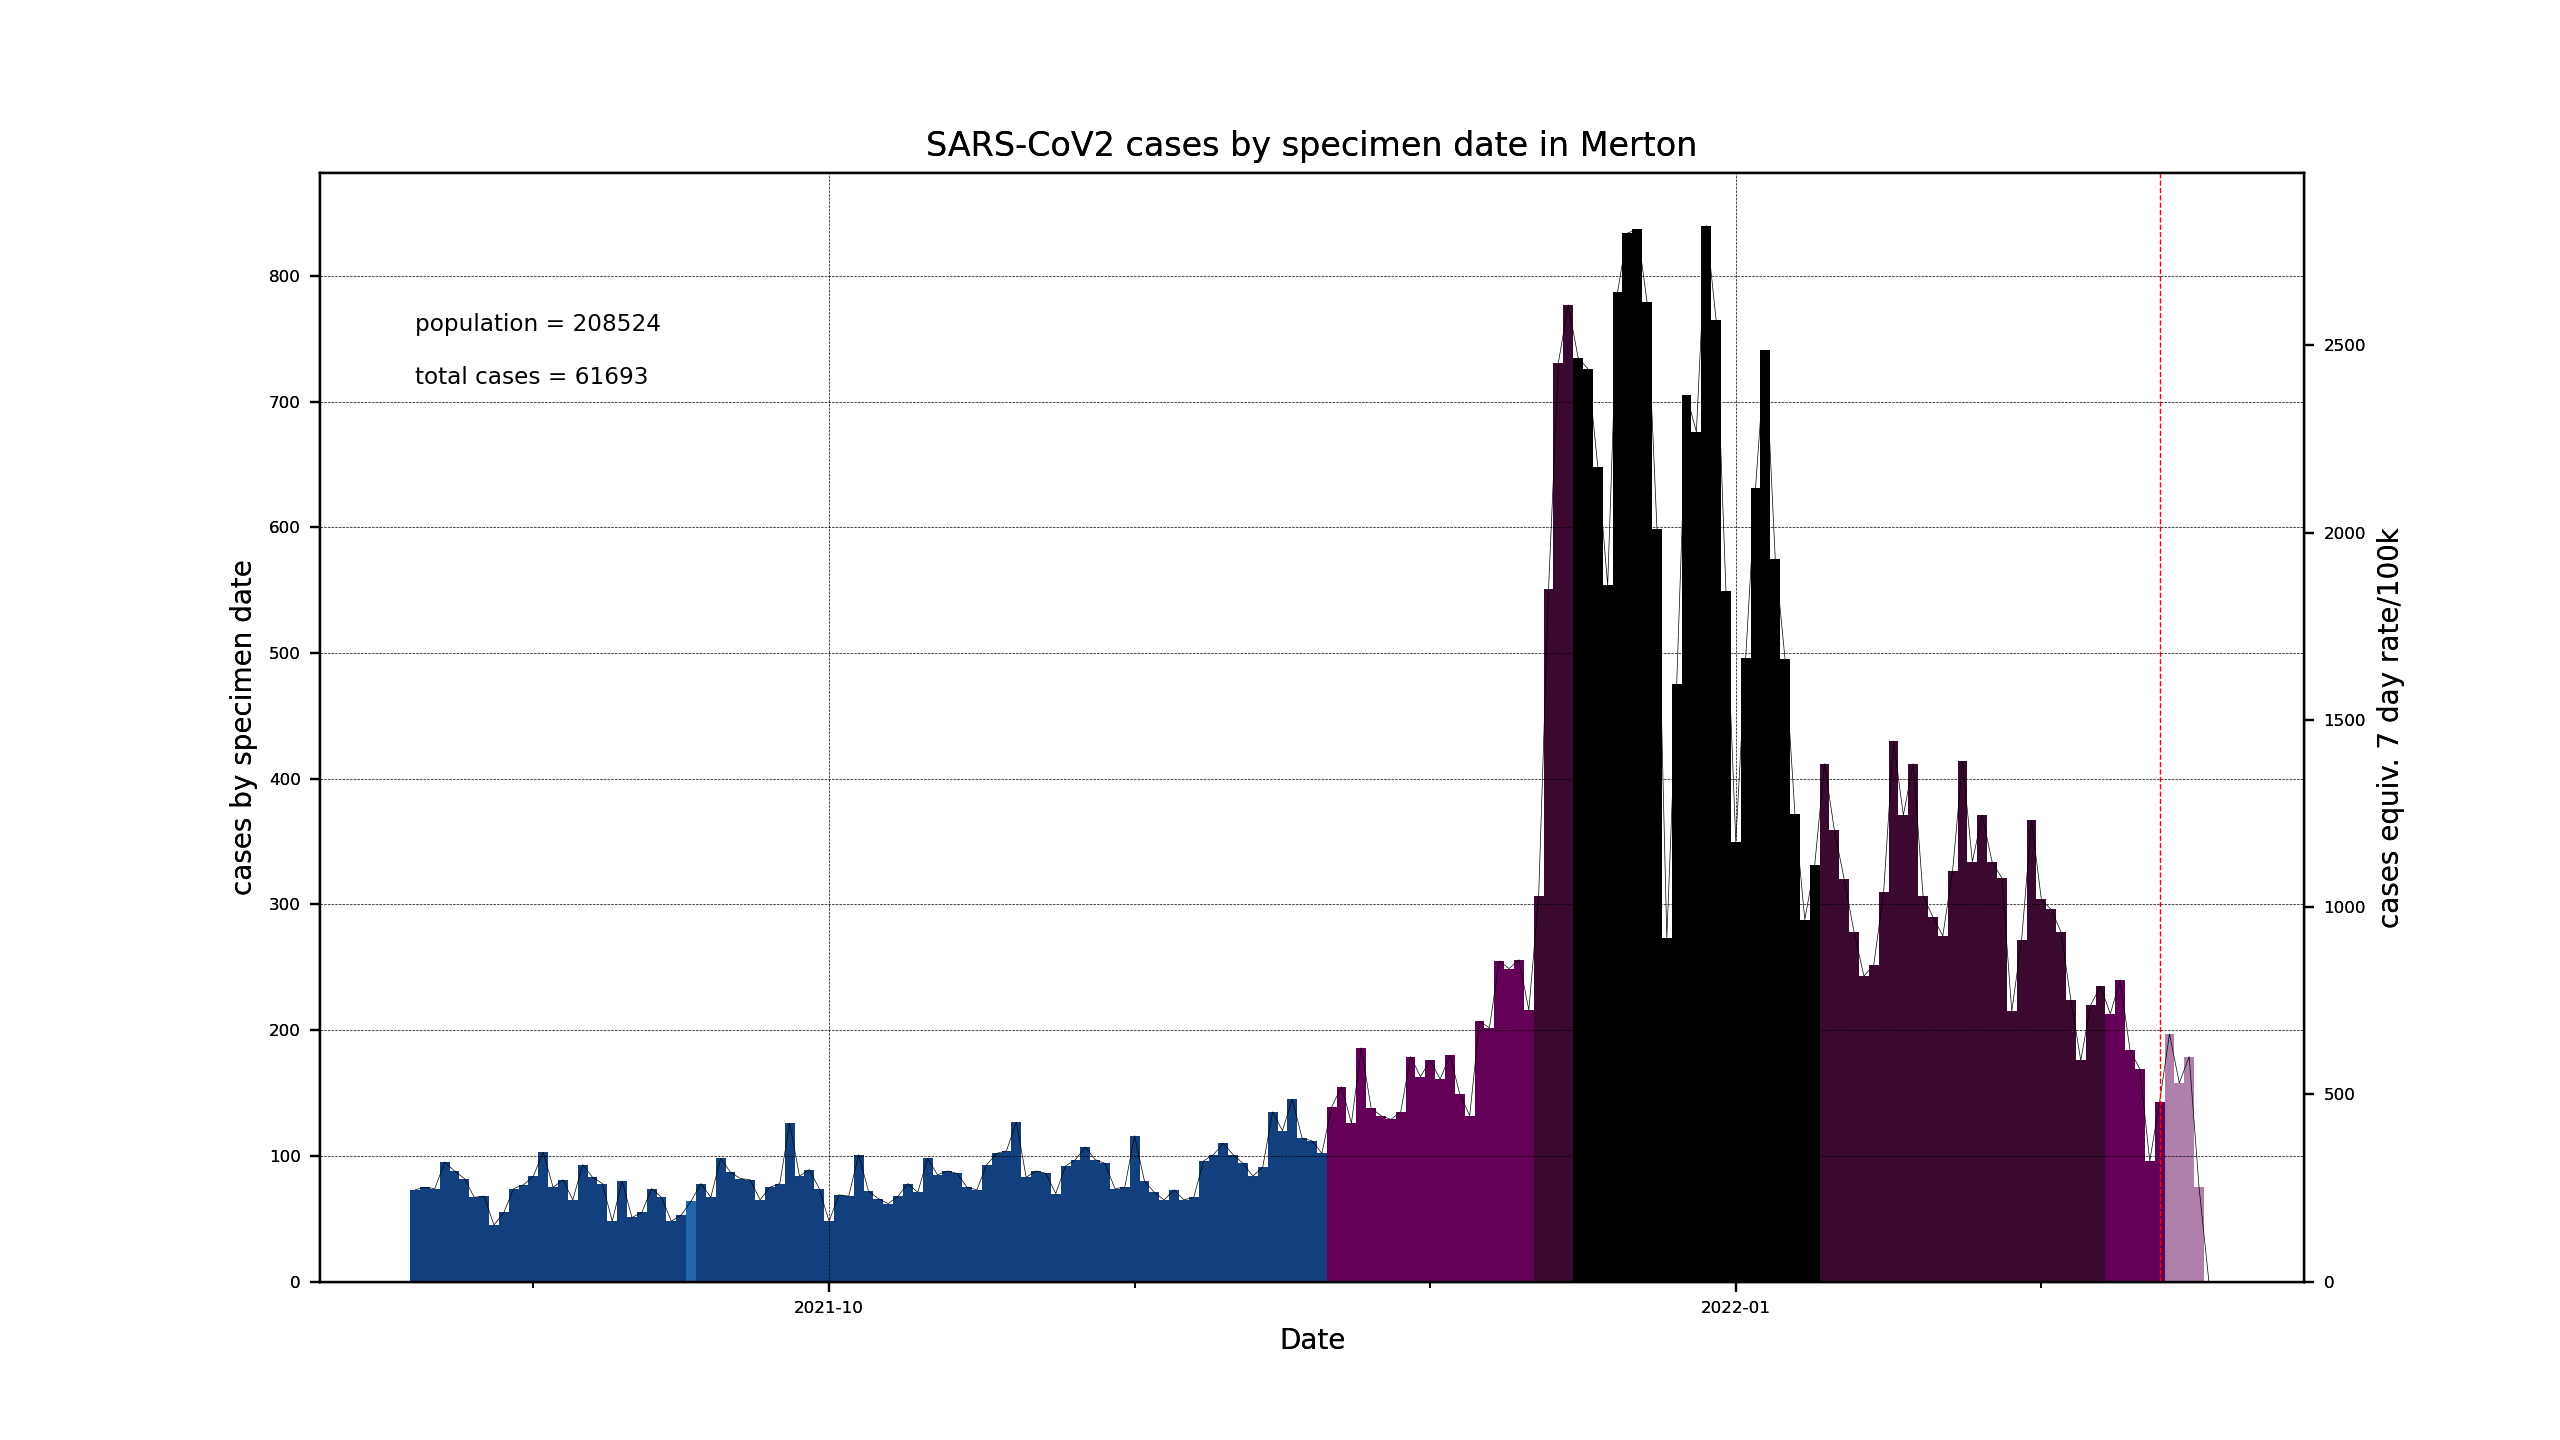 SARS-CoV2 cases by specimen date in Merton
population = 208524
total cases = 61693
cases by specimen date
800
700
600
500
400
300
200
100
0
2500
2000
1500
1000
500
0
cases equiv. 7 day rate/100k
2021-10
2022-01
Date